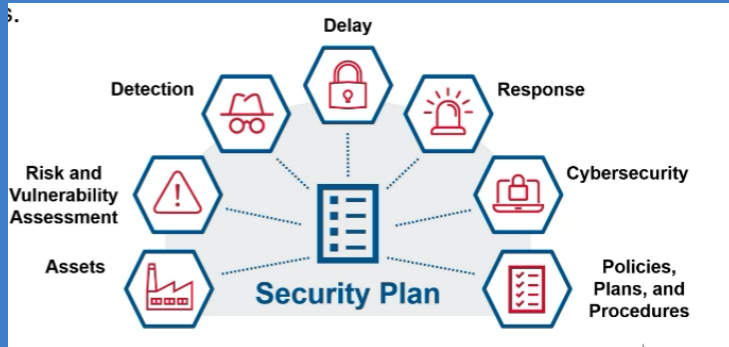 s.
Delay
Detection
Response
Risk and
Vulnerability
Assessment
Cybersecurity
Assets
Policies,
Plans, and
Procedures
Security Plan